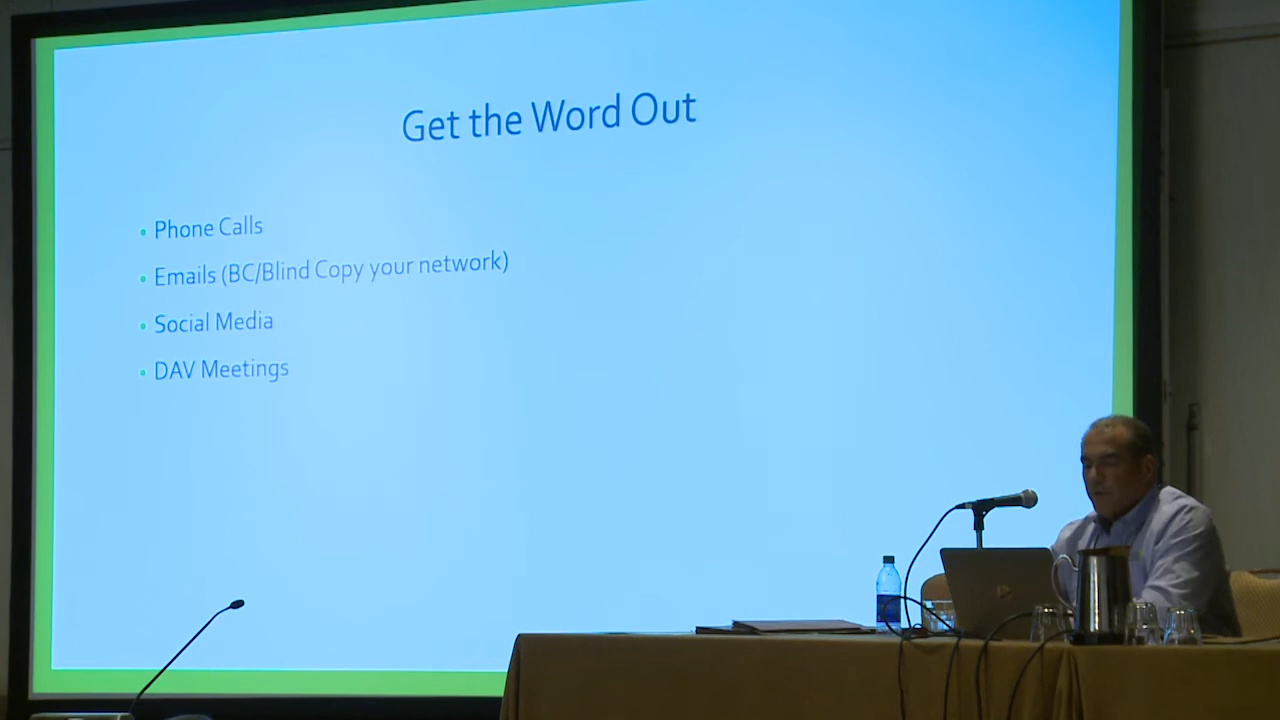 Get the Word Out
• Phone Calls
• Emails (BC/Blind Copy your network)
• Social Media
• DAV Meetings